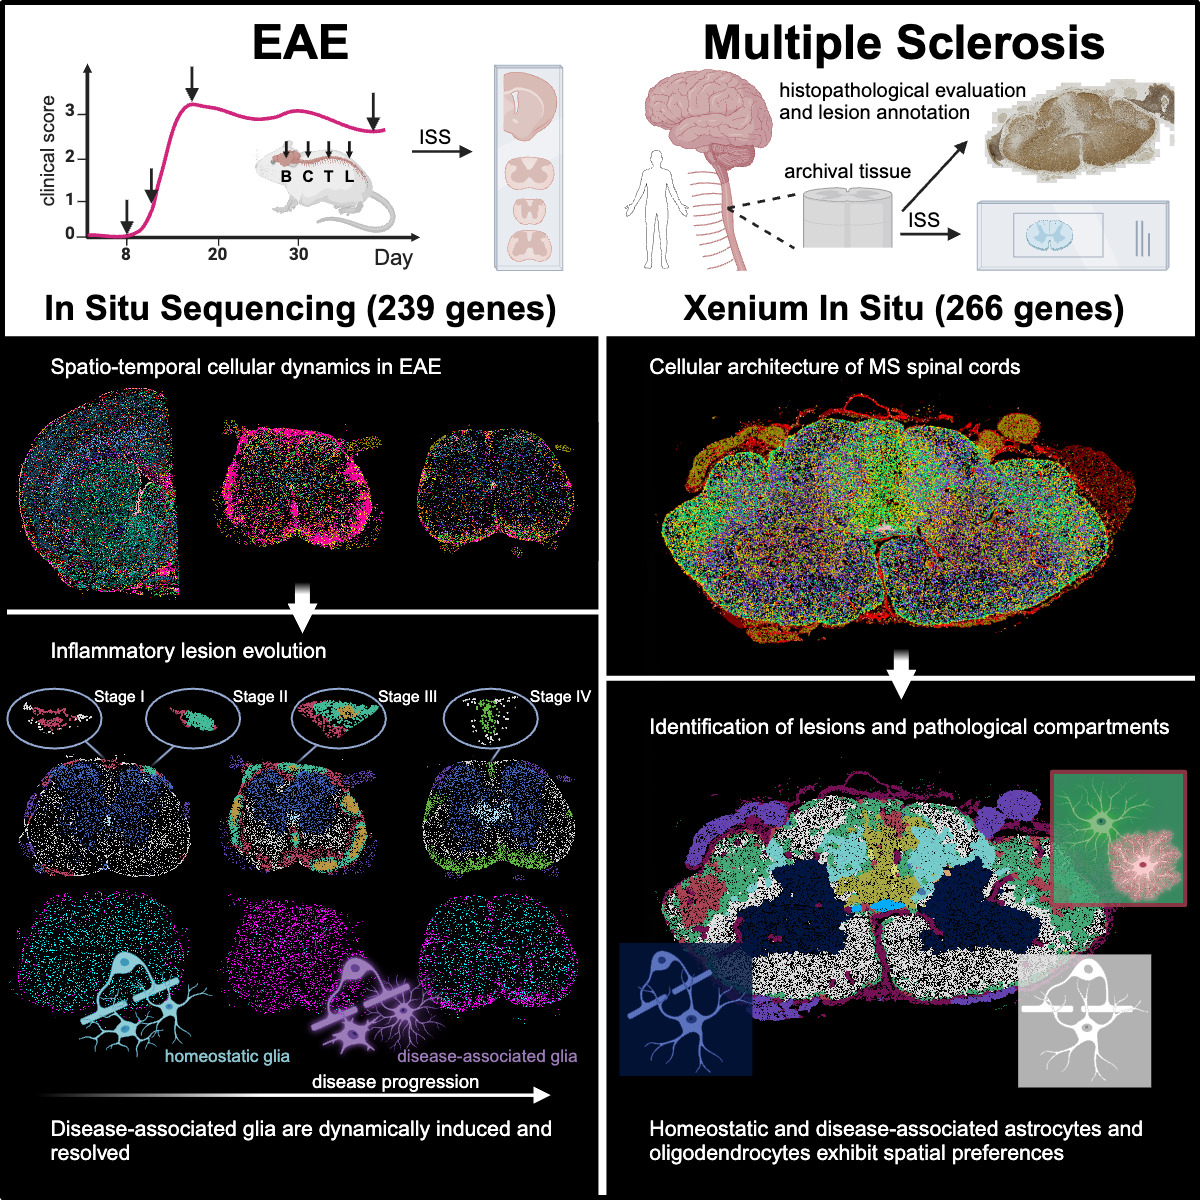 EAE
clinical score
3
2
1
0
8
20
30
Day
B C T L
ISS
In Situ Sequencing (239 genes)
Multiple Sclerosis
histopathological evaluation
and lesion annotation
archival tissue
ISS
Xenium In Situ (266 genes)
Spatio-temporal cellular dynamics in EAE
Inflammatory lesion evolution
Stage I
Stage II
Stage III
Stage IV
homeostatic glia
disease-associated glia
disease progression
Disease-associated glia are dynamically induced and
resolved
Cellular architecture of MS spinal cords
Identification of lesions and pathological compartments
Homeostatic and disease-associated astrocytes and
oligodendrocytes exhibit spatial preferences